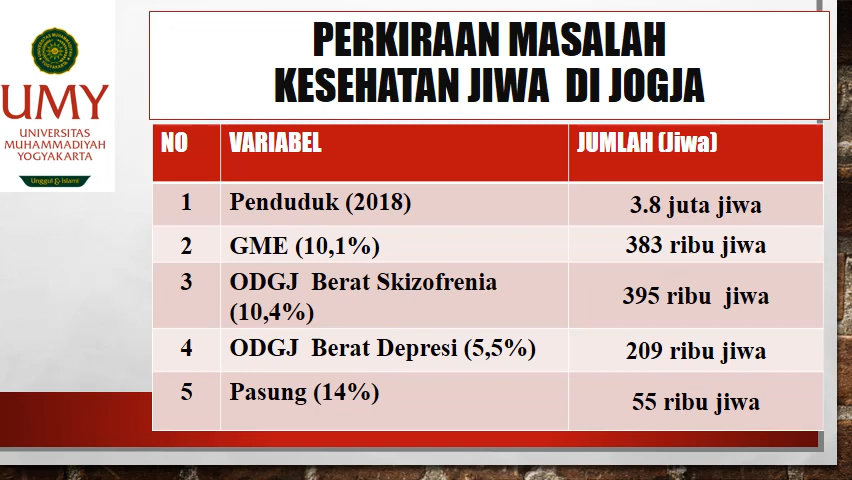 PERKIRAAN MASALAH
KESEHATAN JIWA DI JOGJA
UMY
UNIVERSITAS
MUHAMMADIYAH
YOGYAKARTA
Unggul & Islami
NO VARIABEL JUMLAH (Jiwa)
1 Penduduk (2018) 3.8 juta jiwa
2 GME (10,1%) 383 ribu jiwa
3 ODGJ Berat Skizofrenia
(10,4%) 395 ribu jiwa
4 ODGJ Berat Depresi (5,5%) 209 ribu jiwa
5 Pasung (14%) 55 ribu jiwa